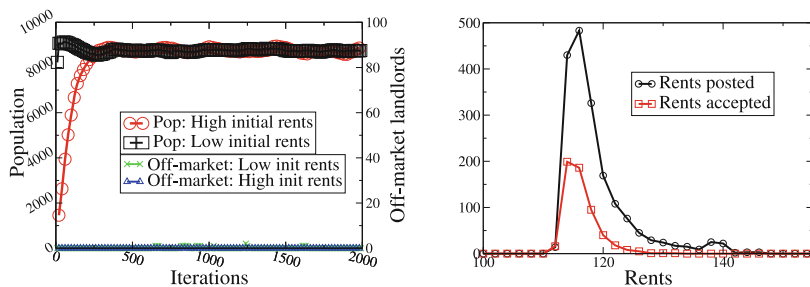 10000
8000
6000
4000
2000
0
Population
100
80
60
40
20
0
Off-market landlords
Pop: High initial rents
Pop: Low initial rents
Off-market: Low init rents
Off-market: High init rents
0
500
1000
1500
2000
Iterations
500
400
300
200
100
0
Rents posted
Rents accepted
100
120
140
Rents